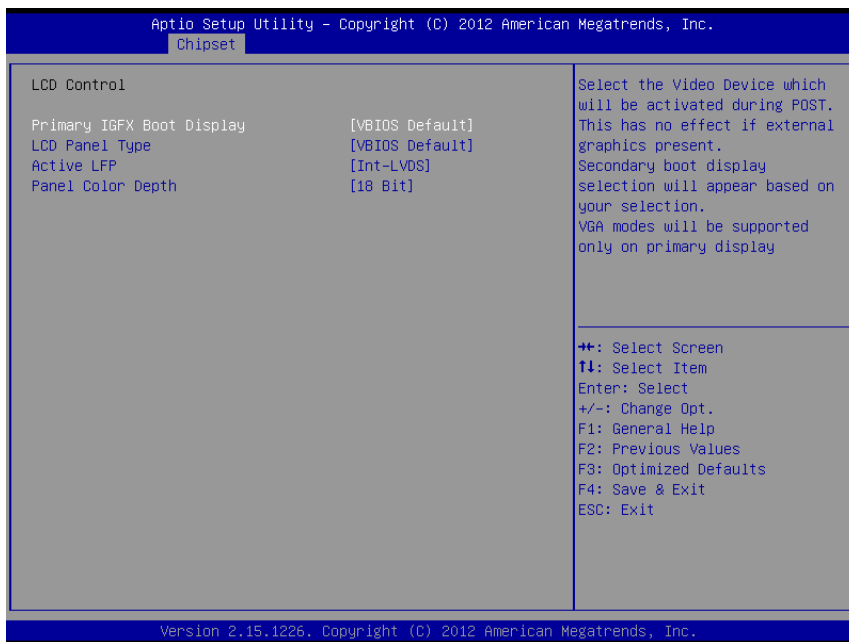 Aptio Setup Utility – Copyright (C) 2012 American Megatrends, Inc.
Chipset
LCD Control
Primary IGFX Boot Display [VBIOS Default]
LCD Panel Type [VBIOS Default]
Active LFP [Int-LVDS]
Panel Color Depth [18 Bit]
Select the Video Device which
will be activated during POST.
This has no effect if external
graphics present.
Secondary boot display
selection will appear based on
your selection.
VGA modes will be supported
only on primary display
→←: Select Screen
↑↓: Select Item
Enter: Select
+/-: Change Opt.
F1: General Help
F2: Previous Values
F3: Optimized Defaults
F4: Save & Exit
ESC: Exit
Version 2.15.1226. Copyright (C) 2012 American Megatrends, Inc.